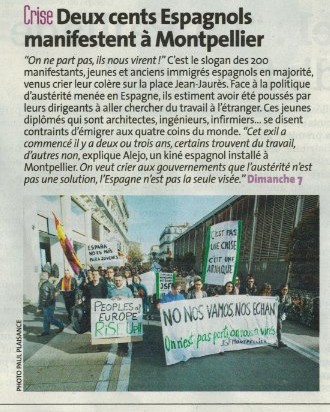 Crise Deux cents Espagnols
manifestent à Montpellier
"On ne part pas, ils nous virent !" C'est le slogan des 200
manifestants, jeunes et anciens immigrés espagnols en majorité,
venus crier leur colère sur la place Jean-Jaurès. Face à la politique
d'austérité menée en Espagne, ils estiment avoir été poussés par
leurs dirigeants à aller chercher du travail à l'étranger. Ces jeunes
diplômés qui sont architectes, ingénieurs, infirmiers... se disent
contraints d'émigrer aux quatre coins du monde. "Cet exil a
commencé il y a deux ou trois ans, certains trouvent du travail,
d'autres non, explique Alejo, un kiné espagnol installé à
Montpellier. On veut crier aux gouvernements que l'austérité n'est
pas une solution, l'Espagne n'est pas la seule visée." Dimanche 7
ESPAÑA
NO ES PAÍS
C'EST PAS
UNE CRISE
C'EST UNE
ARNAQUE
PEOPLES OF
EUROPE
RISE UP!!
NO NOS VAMOS, NOS ECHAN
On n'est pas parti, on nous a virés
PHOTO PAUL PLAISANCE